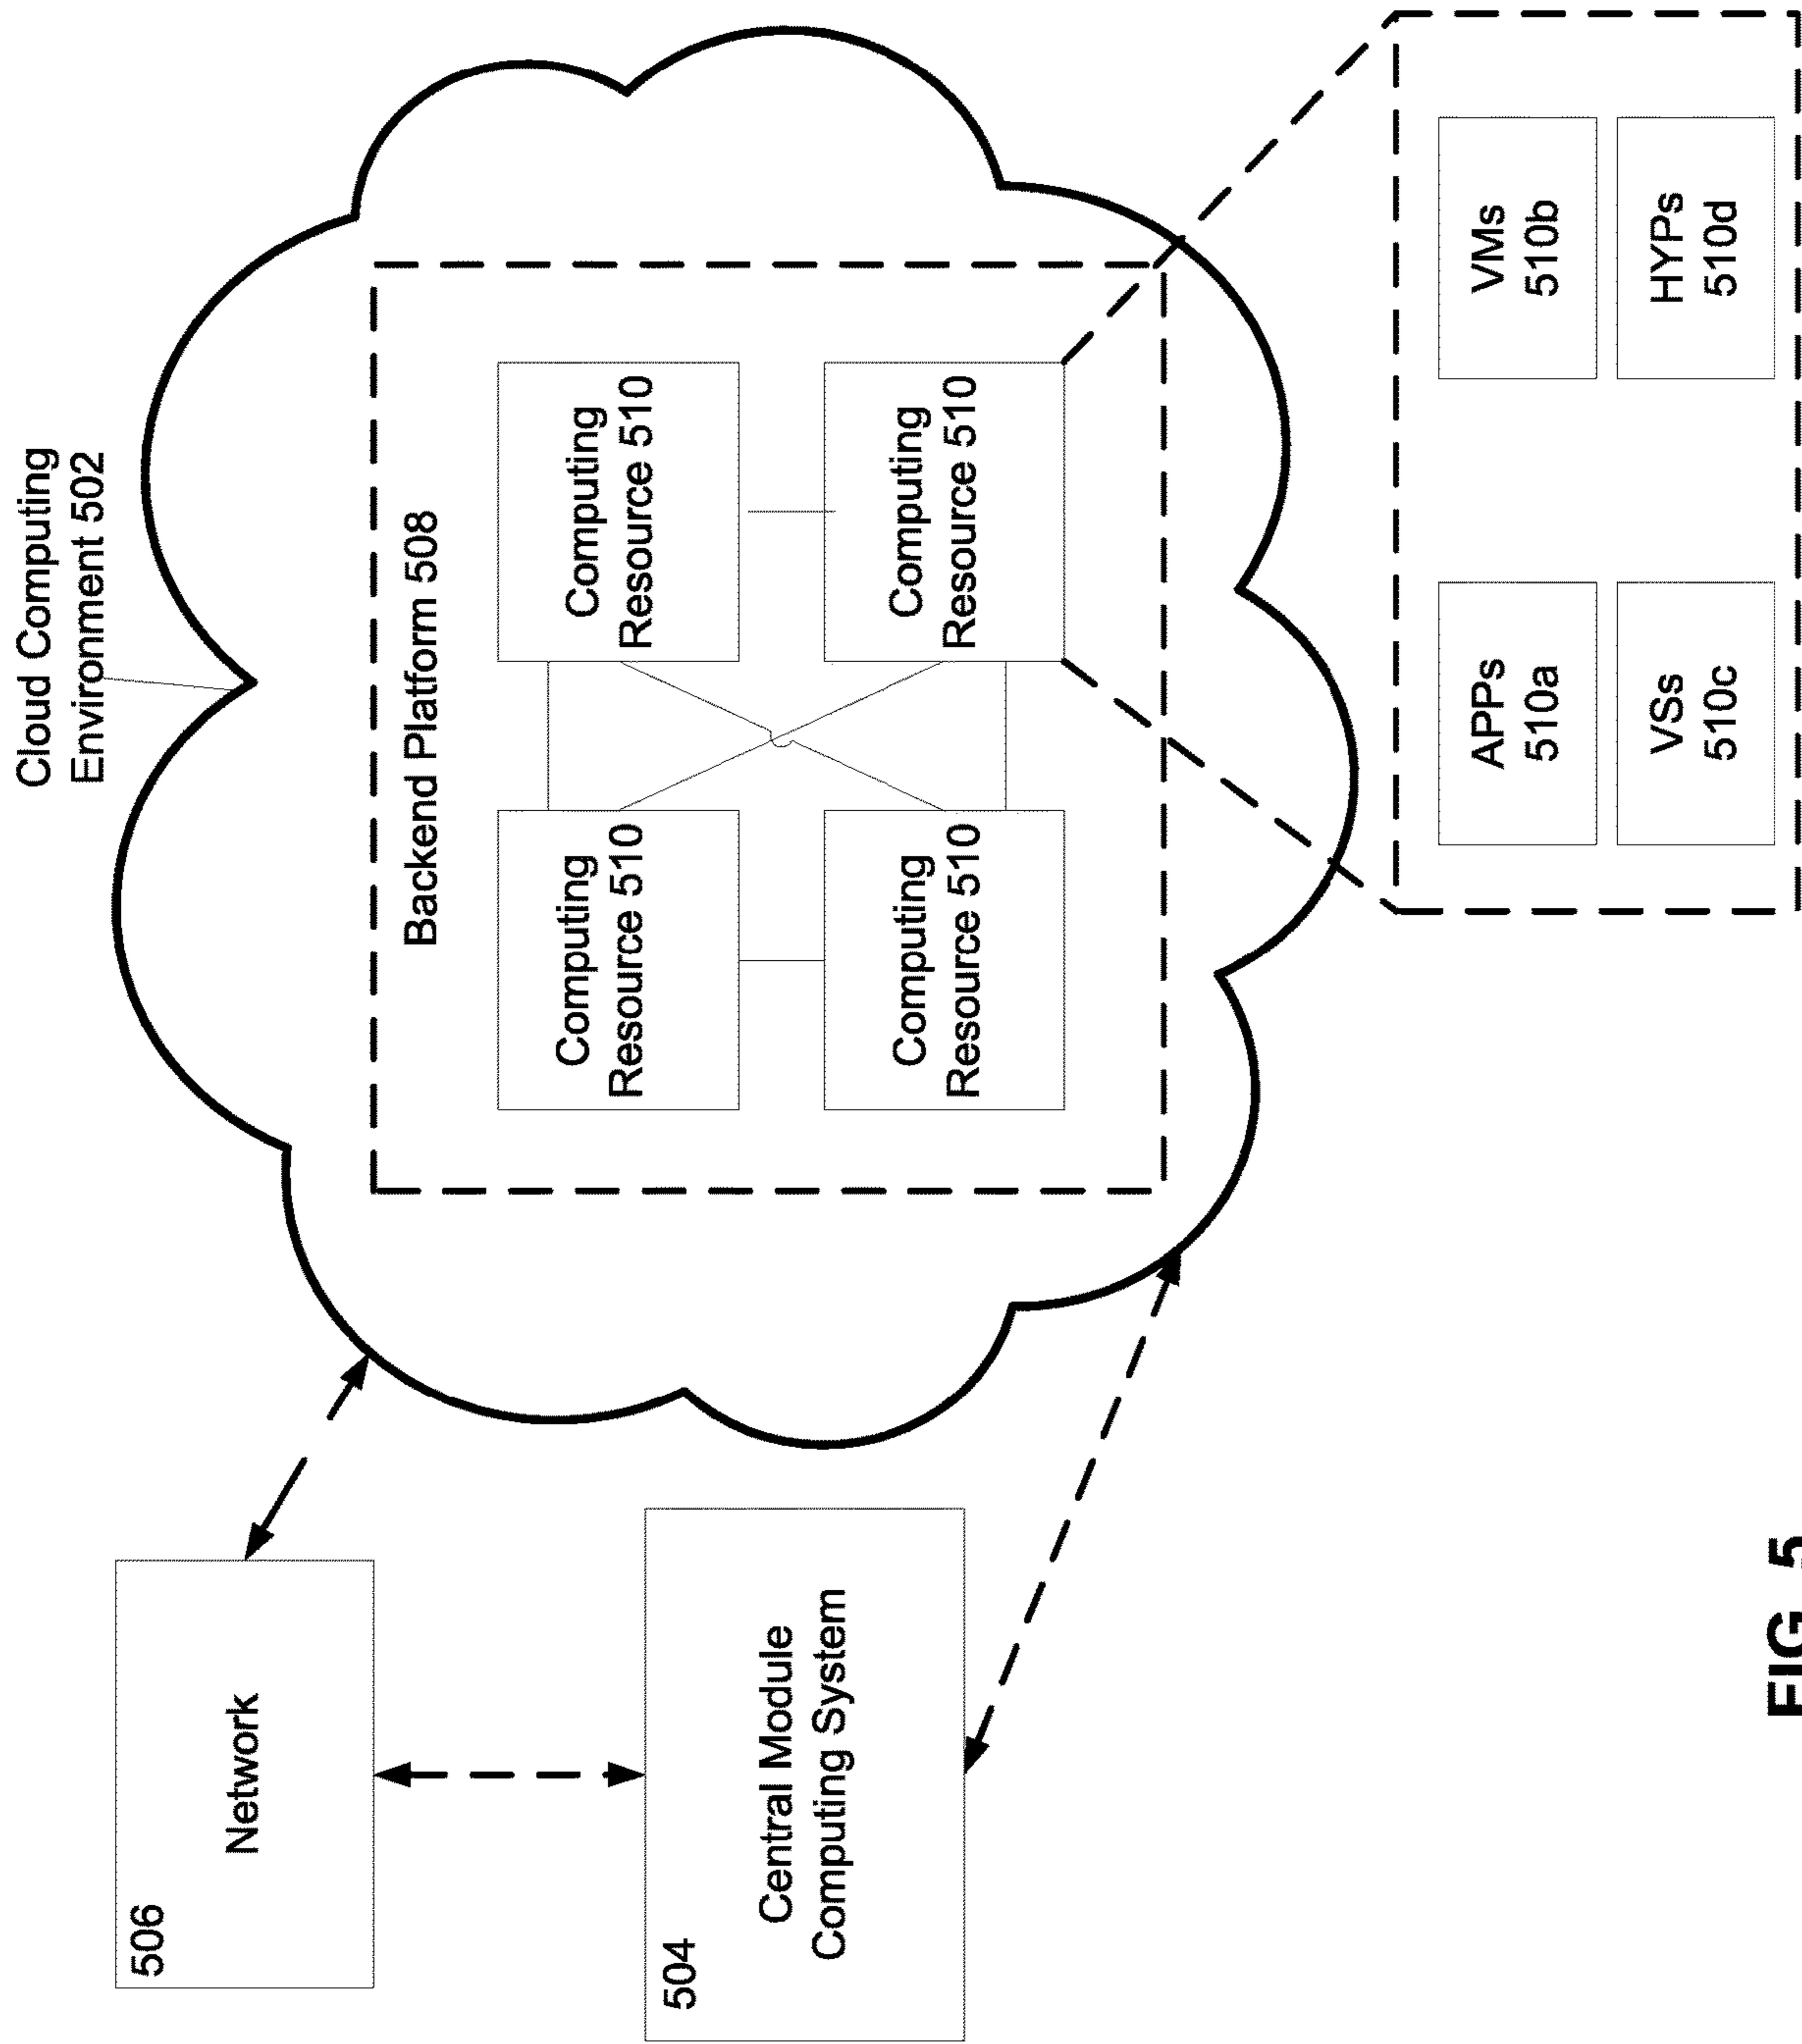 Cloud Computing
Environment 502
506
Network
Backend Platform 508
Computing
Resource 510
Computing
Resource 510
504
Central Module
Computing System
Computing
Resource 510
Computing
Resource 510
APPs
510a
VMs
510b
VSs
510c
HYPs
510d
FIG. 5